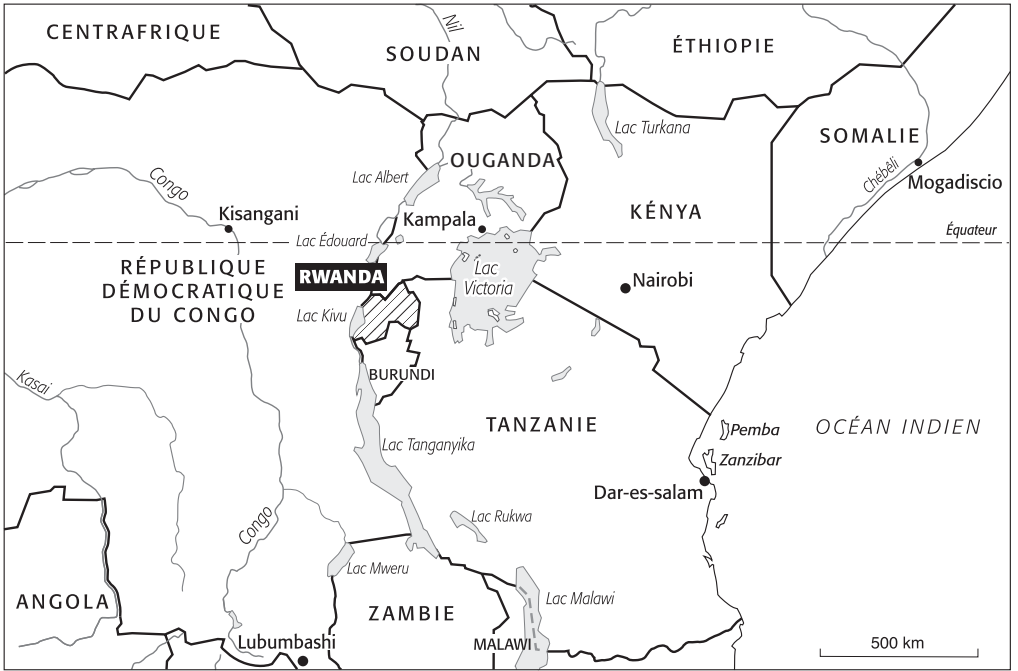 CENTRAFRIQUE
SOUDAN
Nil
ÉTHIOPIE
Lac Turkana
SOMALIE
OUGANDA
Lac Albert
Congo
Chébéli
Mogadiscio
Kisangani
Kampala
KÉNYA
Lac Édouard
Équateur
RÉPUBLIQUE
DÉMOCRATIQUE
DU CONGO
RWANDA
Lac
Victoria
Nairobi
Lac Kivu
Kasai
BURUNDI
TANZANIE
OCÉAN INDIEN
Pemba
Lac Tanganyika
Zanzibar
Dar-es-salam
Lac Rukwa
Congo
Lac Mweru
ANGOLA
ZAMBIE
Lac Malawi
Lubumbashi
MALAWI
500 km